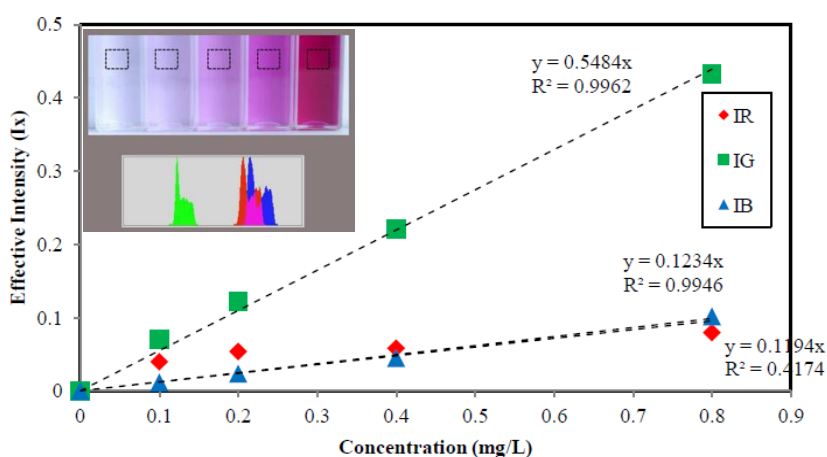 0.5
0.4
0.3
0.2
0.1
0
Effective Intensity (Ix)
y = 0.5484x
R² = 0.9962
IR
IG
IB
y = 0.1234x
R² = 0.9946
y = 0.1194x
R² = 0.4174
0 0.1 0.2 0.3 0.4 0.5 0.6 0.7 0.8 0.9
Concentration (mg/L)